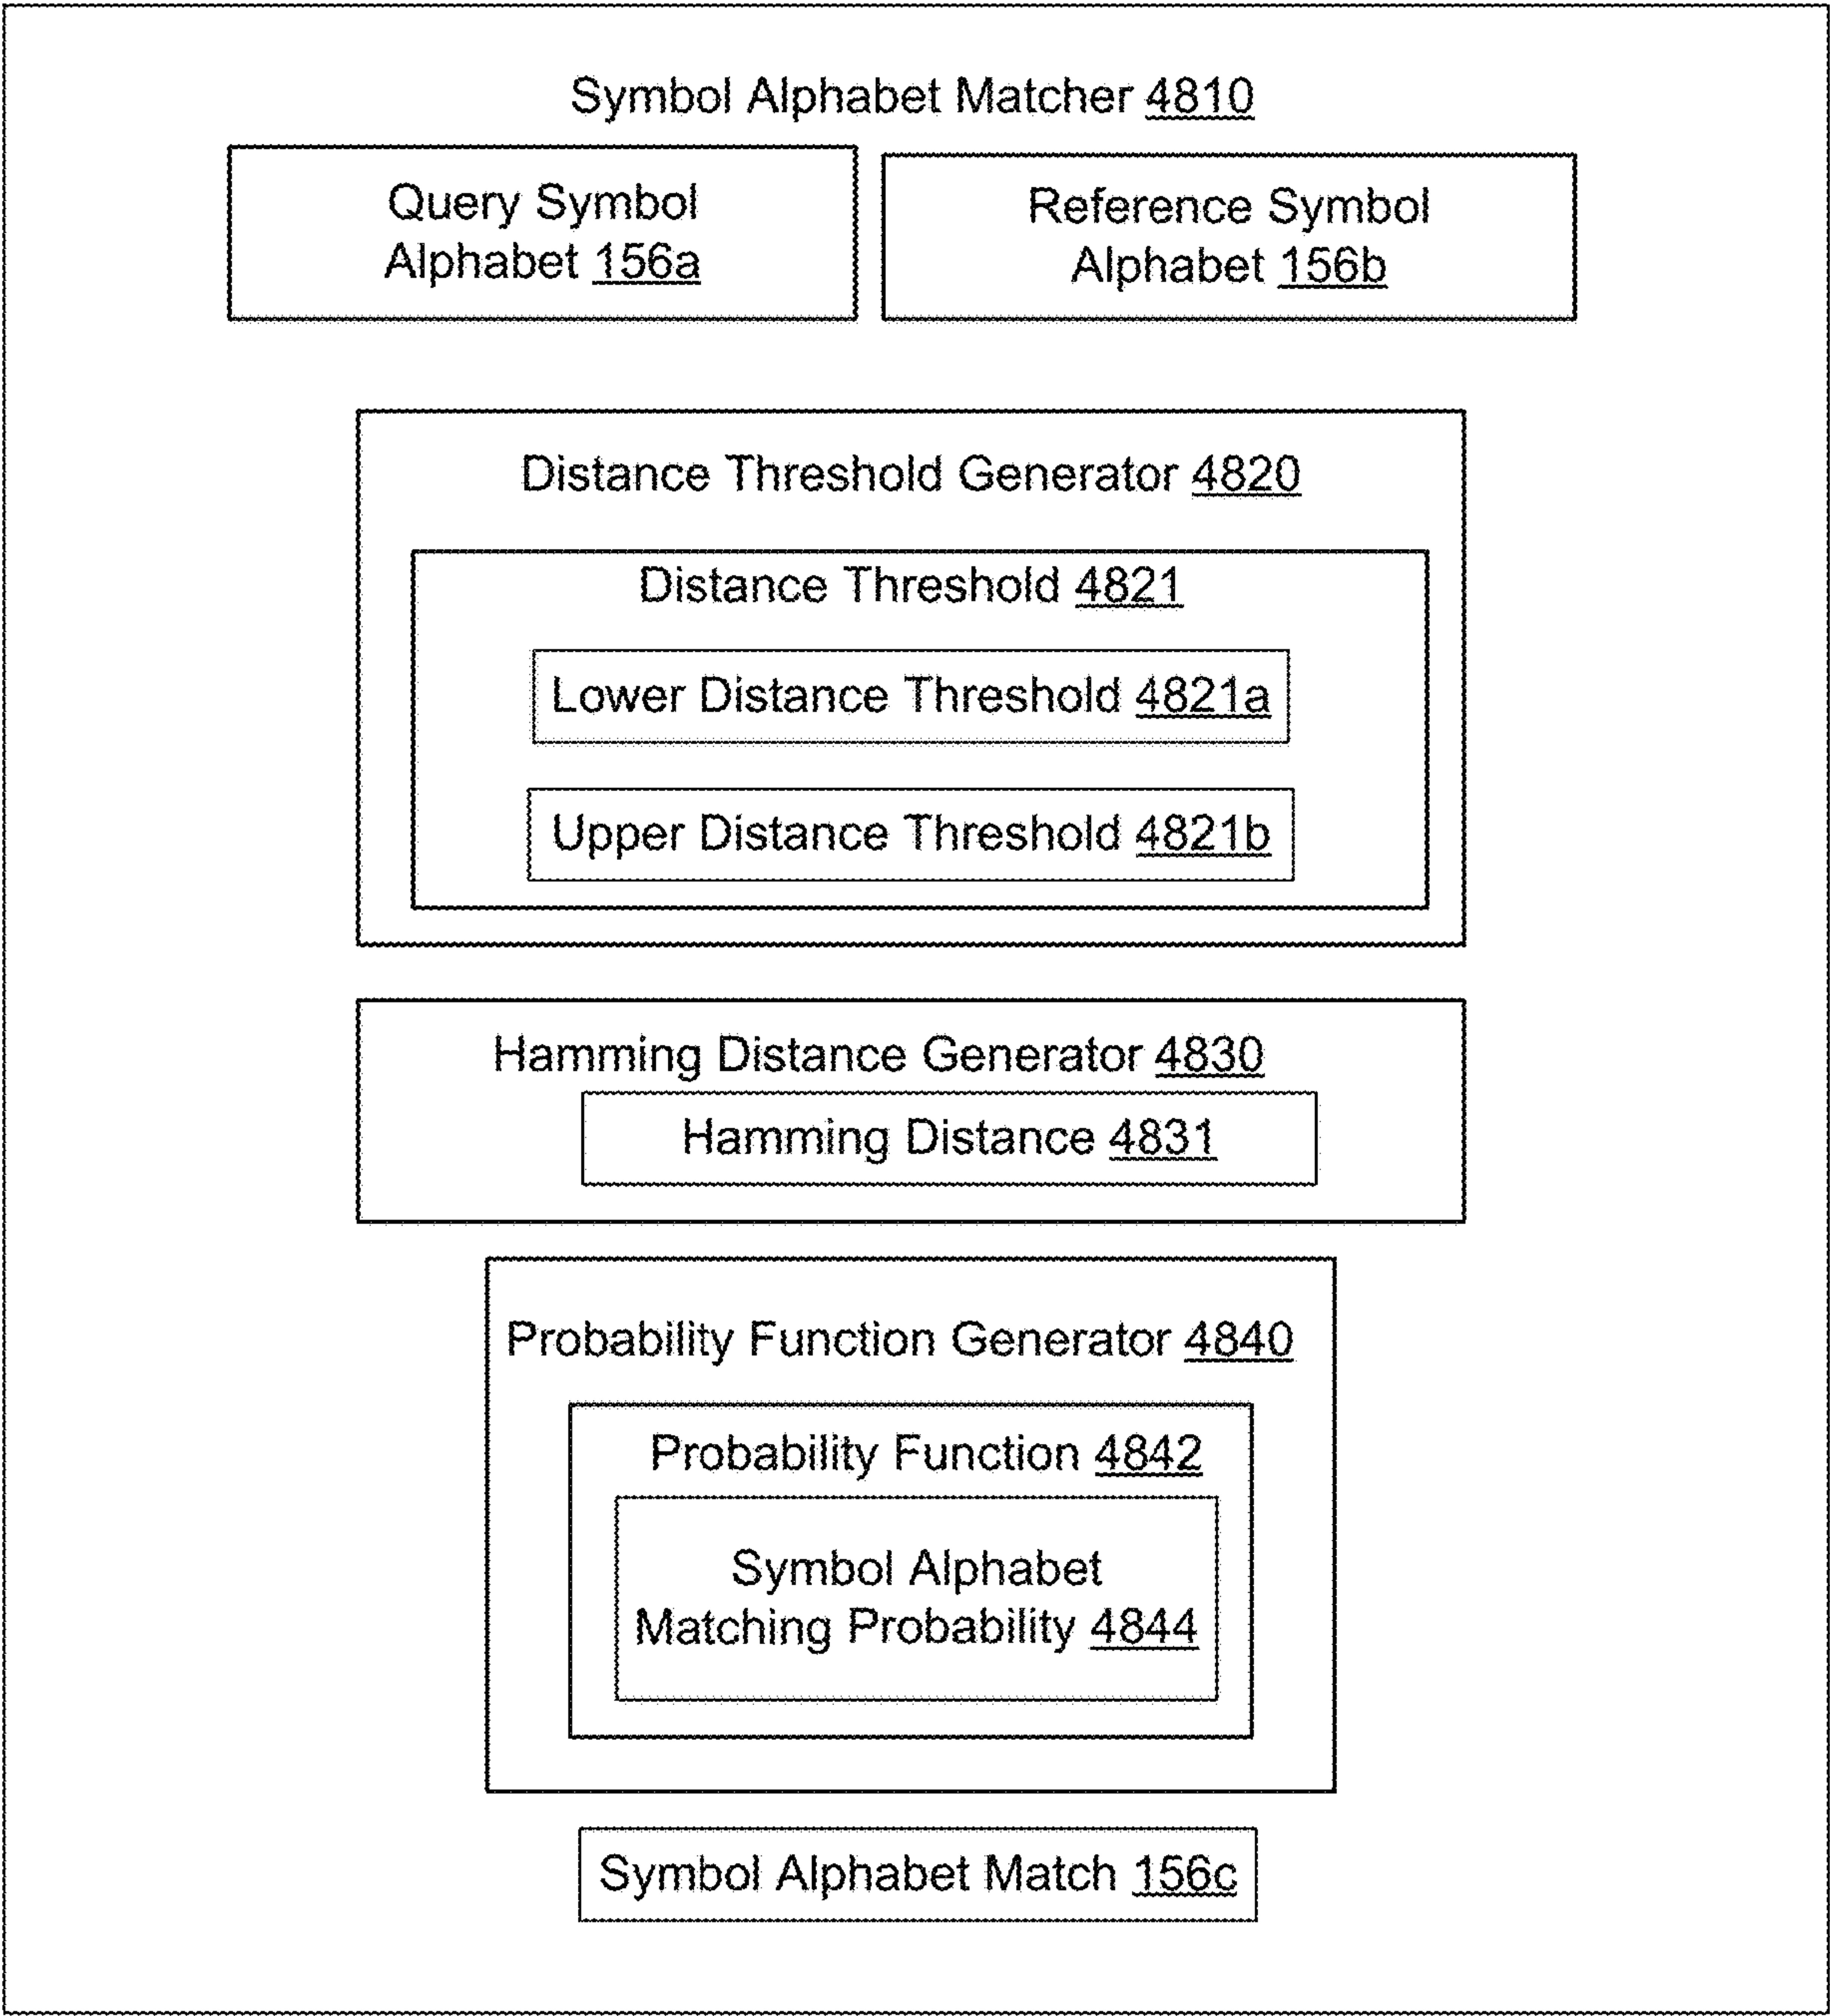 Symbol Alphabet Matcher 4810
Query Symbol
Alphabet 156a
Reference Symbol
Alphabet 156b
Distance Threshold Generator 4820
Distance Threshold 4821
Lower Distance Threshold 4821a
Upper Distance Threshold 4821b
Hamming Distance Generator 4830
Hamming Distance 4831
Probability Function Generator 4840
Probability Function 4842
Symbol Alphabet
Matching Probability 4844
Symbol Alphabet Match 156c